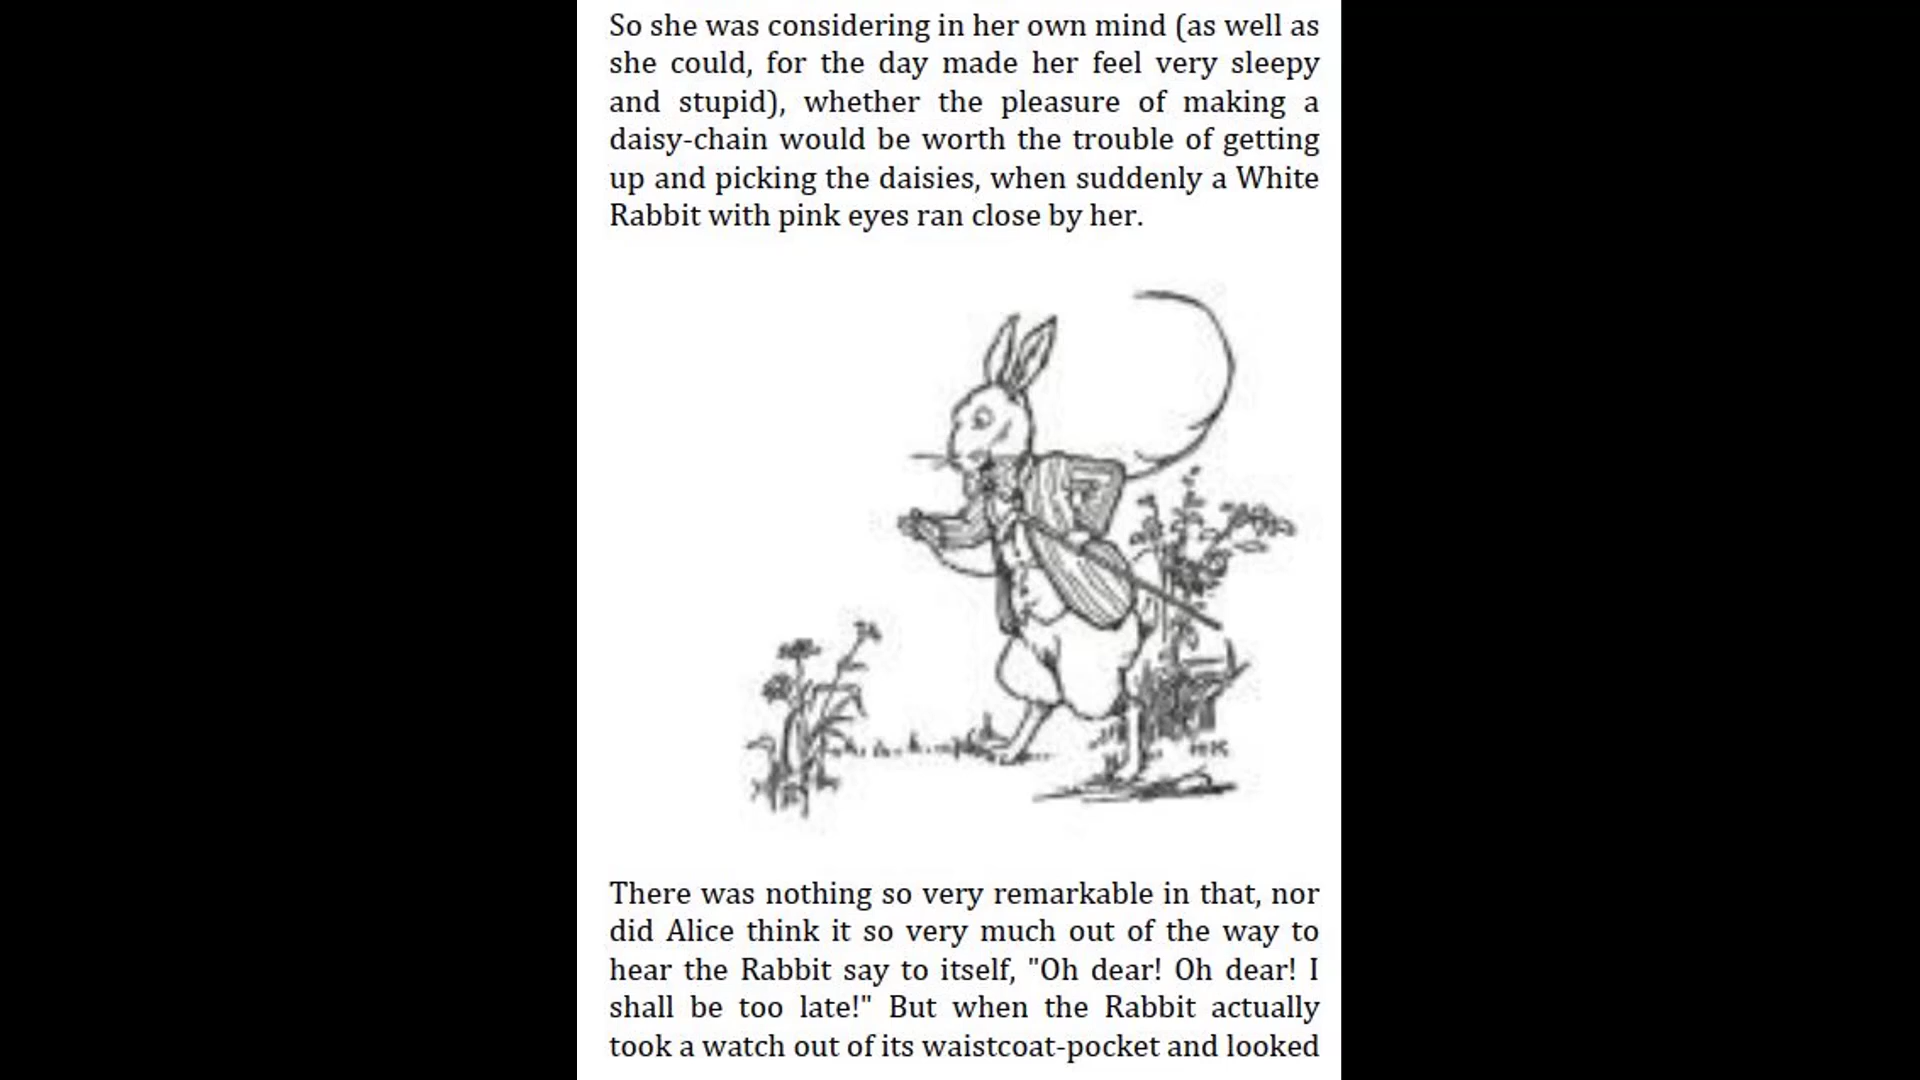 So she was considering in her own mind (as well as
she could, for the day made her feel very sleepy
and stupid), whether the pleasure of making a
daisy-chain would be worth the trouble of getting
up and picking the daisies, when suddenly a White
Rabbit with pink eyes ran close by her.
There was nothing so very remarkable in that, nor
did Alice think it so very much out of the way to
hear the Rabbit say to itself, "Oh dear! Oh dear! I
shall be too late!" But when the Rabbit actually
took a watch out of its waistcoat-pocket and looked